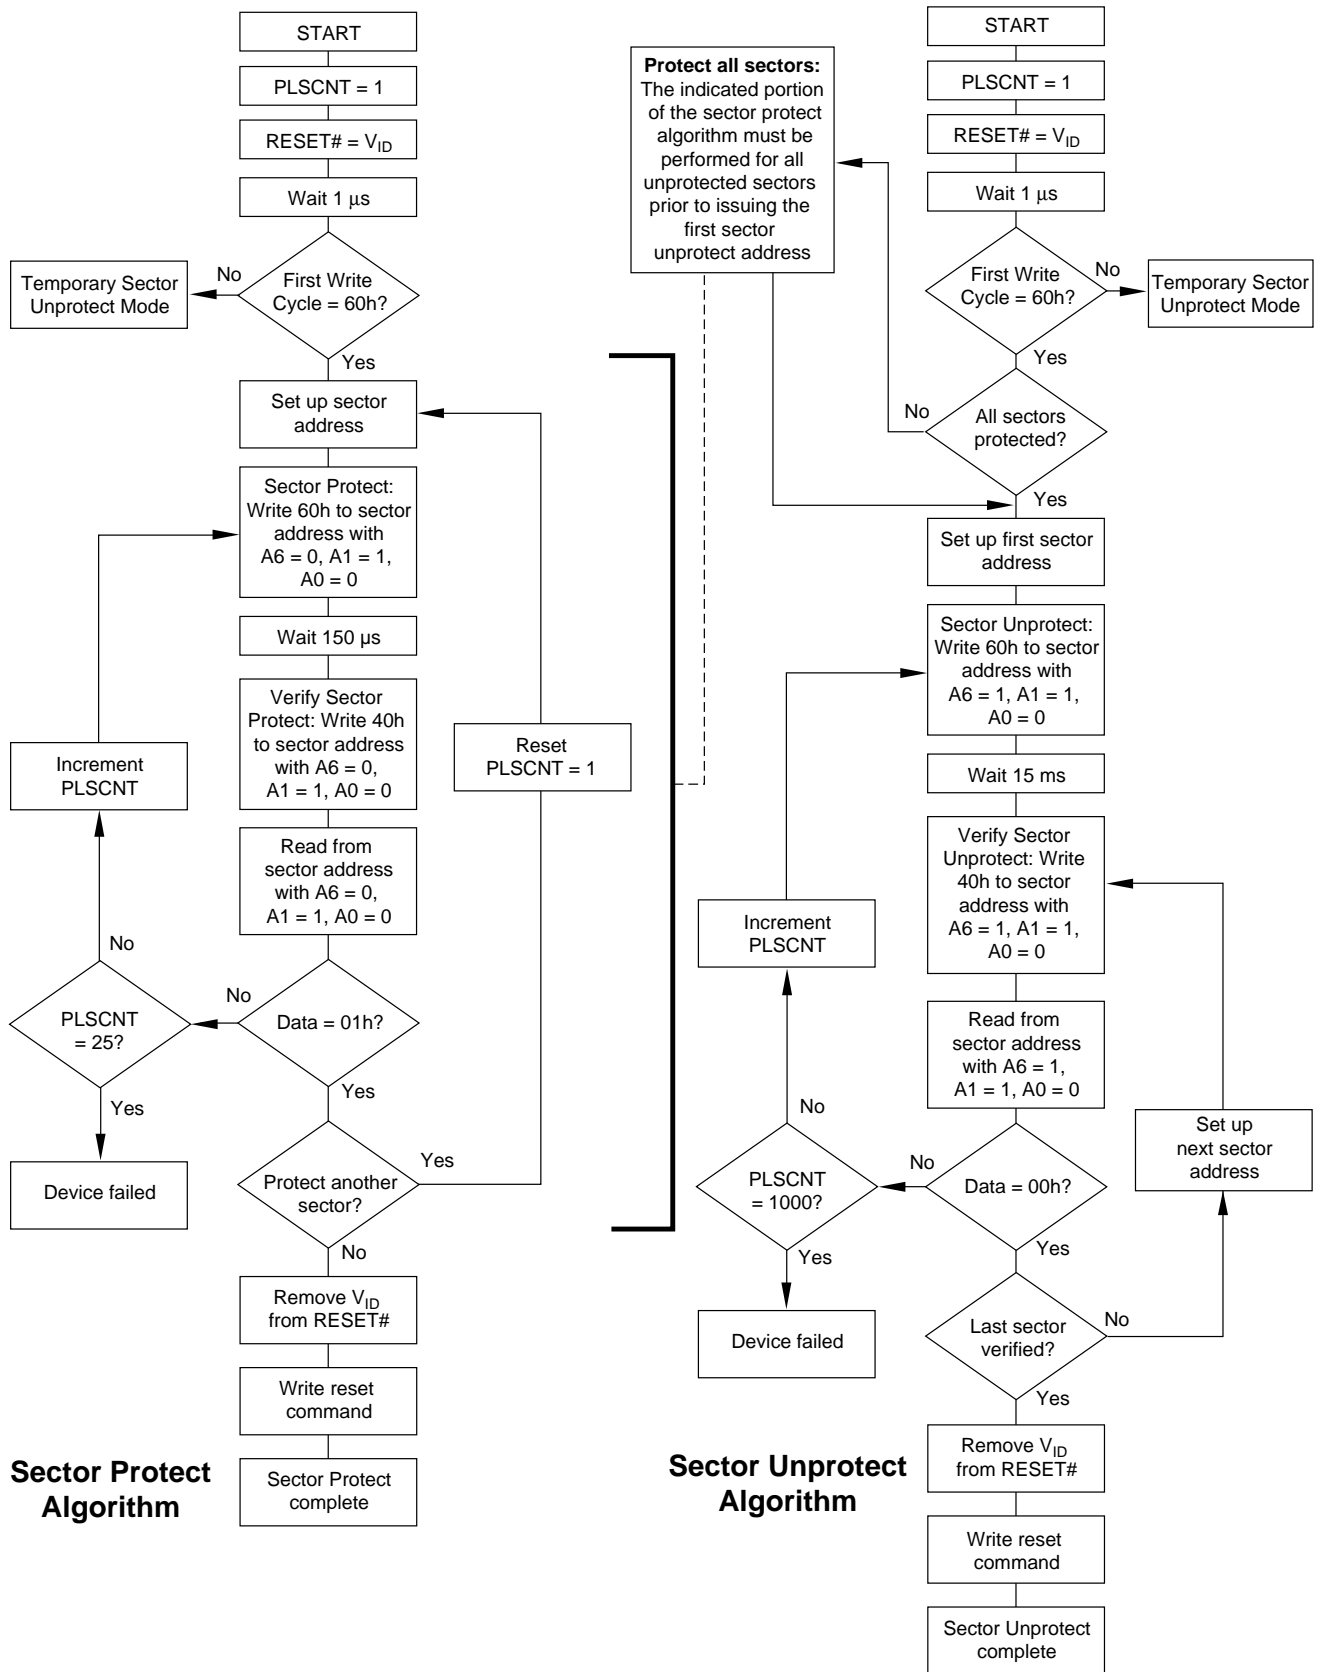 START
PLSCNT = 1
RESET# = VID
Wait 1 μs
First Write
Cycle = 60h?
No
Temporary Sector
Unprotect Mode
Yes
Set up sector
address
Sector Protect:
Write 60h to sector
address with
A6 = 0, A1 = 1,
A0 = 0
Wait 150 µs
Verify Sector
Protect: Write 40h
to sector address
with A6 = 0,
A1 = 1, A0 = 0
Reset
PLSCNT = 1
Increment
PLSCNT
Read from
sector address
with A6 = 0,
A1 = 1, A0 = 0
No
PLSCNT
= 25?
No
Data = 01h?
Yes
Yes
Device failed
Protect another
sector?
Yes
No
Remove VID
from RESET#
Write reset
command
Sector Protect
complete
Sector Protect
Algorithm
Protect all sectors:
The indicated portion
of the sector protect
algorithm must be
performed for all
unprotected sectors
prior to issuing the
first sector
unprotect address
START
PLSCNT = 1
RESET# = VID
Wait 1 μs
First Write
Cycle = 60h?
No
Temporary Sector
Unprotect Mode
Yes
No
All sectors
protected?
Yes
Set up first sector
address
Sector Unprotect:
Write 60h to sector
address with
A6 = 1, A1 = 1,
A0 = 0
Wait 15 ms
Verify Sector
Unprotect: Write
40h to sector
address with
A6 = 1, A1 = 1,
A0 = 0
Increment
PLSCNT
Read from
sector address
with A6 = 1,
A1 = 1, A0 = 0
No
PLSCNT
= 1000?
No
Data = 00h?
Set up
next sector
address
Yes
Yes
Device failed
Last sector
verified?
No
Yes
Remove VID
from RESET#
Write reset
command
Sector Unprotect
complete
Sector Unprotect
Algorithm